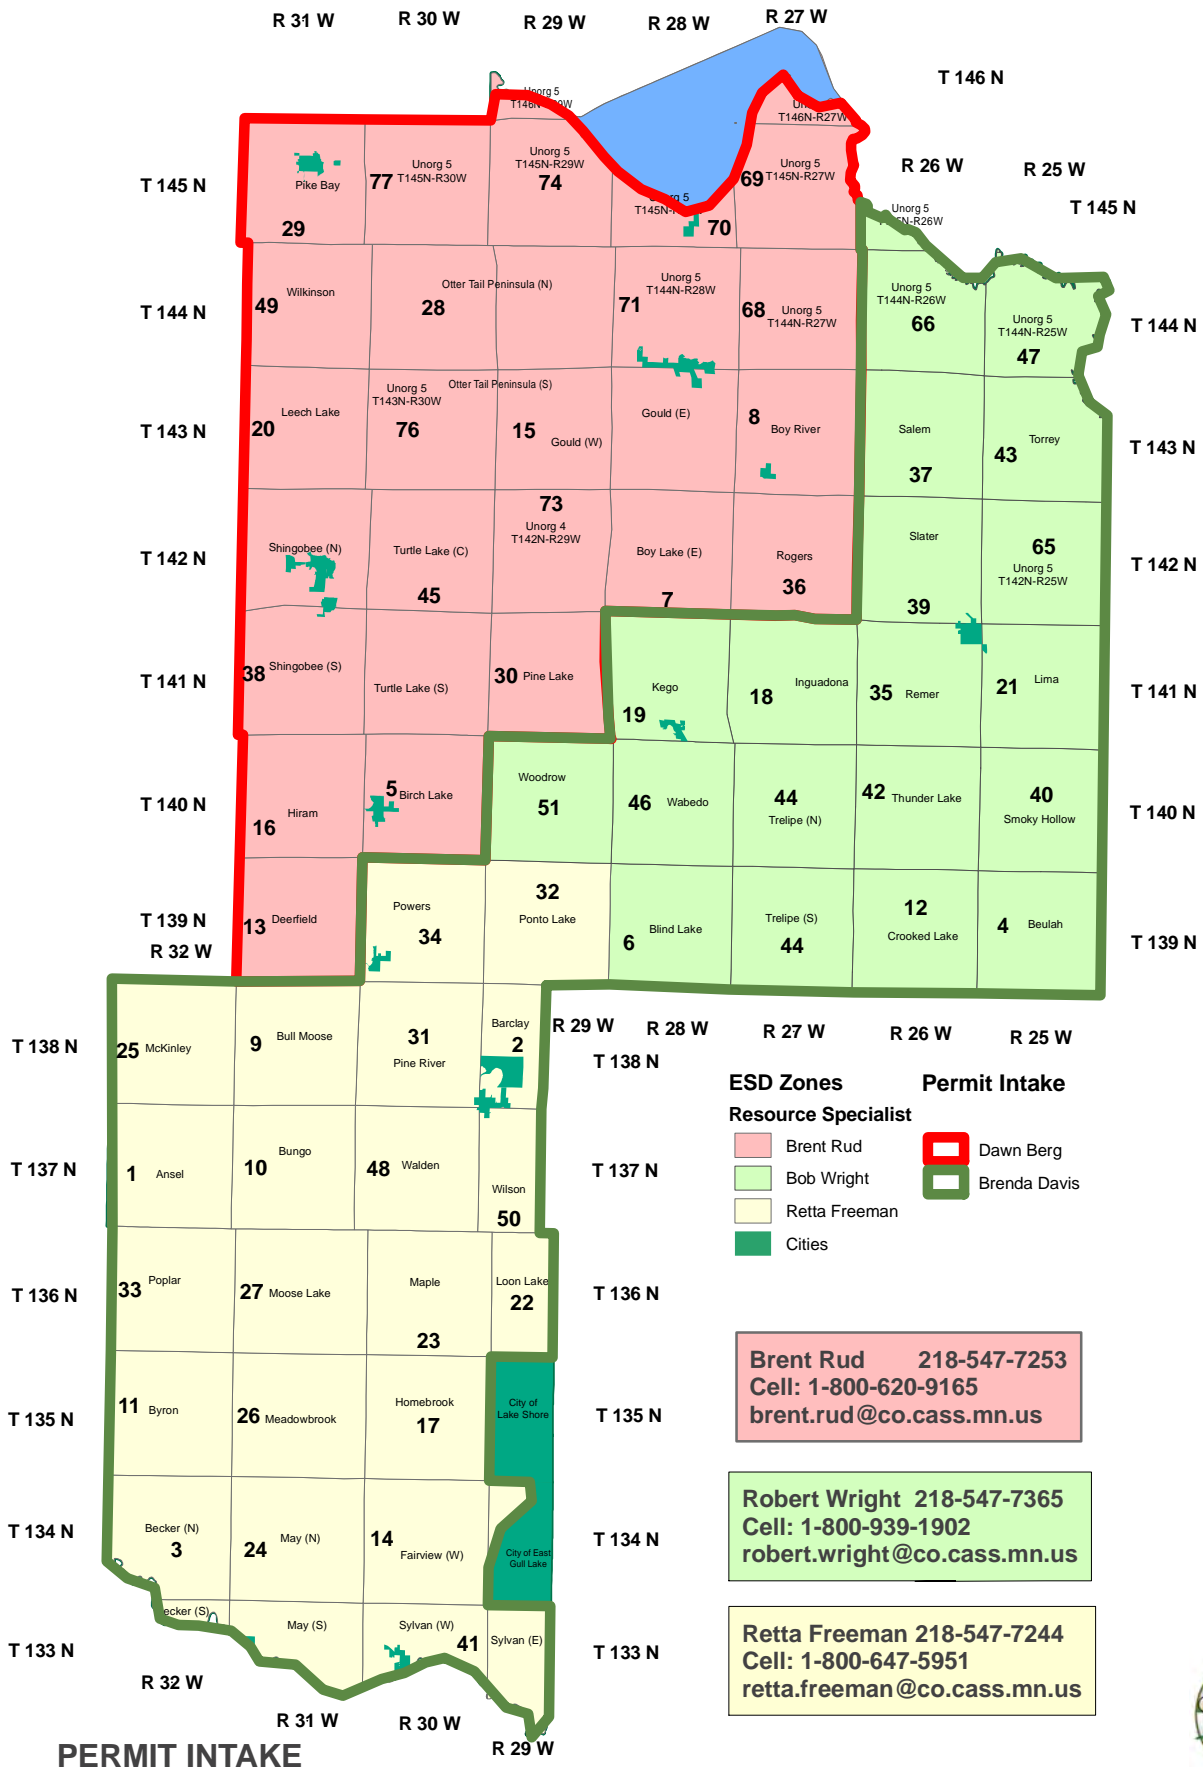 R 31 W
R 30 W
R 29 W
R 28 W
R 27 W
T 146 N
Unorg 5
T146N-R27W
R 26 W
R 25 W
T 145 N
Pike Bay
29
77
Unorg 5
T145N-R30W
Unorg 5
T145N-R29W
74
70
69
Unorg 5
T145N-R27W
Unorg 5
T 145 N
T 144 N
49
Wilkinson
28
Otter Tail Peninsula (N)
71
Unorg 5
T144N-R28W
68
Unorg 5
T144N-R27W
Unorg 5
T144N-R26W
66
Unorg 5
T144N-R25W
47
T 144 N
T 143 N
20
Leech Lake
Unorg 5
T143N-R30W
76
Otter Tail Peninsula (S)
15
Gould (W)
Gould (E)
8
Boy River
Salem
37
43
Torrey
T 143 N
T 142 N
Shingobee (N)
Turtle Lake (C)
45
73
Unorg 4
T142N-R29W
Boy Lake (E)
7
Rogers
36
Slater
39
65
Unorg 5
T142N-R25W
T 142 N
T 141 N
38
Shingobee (S)
Turtle Lake (S)
30 Pine Lake
Kego
19
18
Inguadona
35
Remer
21
Lima
T 141 N
T 140 N
16
Hiram
5
Birch Lake
Woodrow
51
46
Wabedo
44
Trelipe (N)
42
Thunder Lake
40
Smoky Hollow
T 140 N
T 139 N
13
Deerfield
Powers
34
32
Ponto Lake
6
Blind Lake
Trelipe (S)
44
12
Crooked Lake
4
Beulah
T 139 N
R 32 W
R 29 W
R 28 W
R 27 W
R 26 W
R 25 W
T 138 N
25
McKinley
9
Bull Moose
31
Pine River
Barclay
2
T 138 N
T 137 N
1
Ansel
10
Bungo
48
Walden
Wilson
50
T 137 N
T 136 N
33
Poplar
27
Moose Lake
Maple
23
Loon Lake
22
T 136 N
T 135 N
11
Byron
26
Meadowbrook
Homebrook
17
City of
Lake Shore
T 135 N
T 134 N
Becker (N)
3
24
May (N)
14
Fairview (W)
City of East
Gull Lake
T 134 N
T 133 N
May (S)
Sylvan (W)
41
Sylvan (E)
T 133 N
R 32 W
R 31 W
R 30 W
R 29 W
ESD Zones
Resource Specialist
Brent Rud
Bob Wright
Retta Freeman
Cities
Permit Intake
Dawn Berg
Brenda Davis
Brent Rud 218-547-7253
Cell: 1-800-620-9165
brent.rud@co.cass.mn.us
Robert Wright 218-547-7365
Cell: 1-800-939-1902
robert.wright@co.cass.mn.us
Retta Freeman 218-547-7244
Cell: 1-800-647-5951
retta.freeman@co.cass.mn.us
PERMIT INTAKE